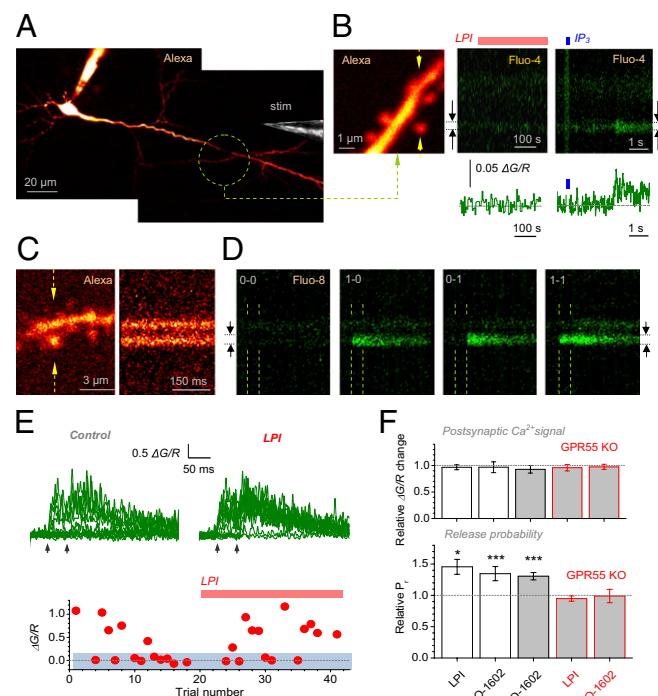 A
Alexa
stim
20 µm
B
LPI
IP3
Alexa
Fluo-4
Fluo-4
1 µm
100 s
1 s
0.05 ΔG/R
100 s
1 s
C
Alexa
3 µm
150 ms
D
0-0
Fluo-8
1-0
0-1
1-1
E
Control
0.5 ΔG/R
50 ms
LPI
LPI
ΔG/R
1.0
0.5
0.0
0
10
20
30
40
Trial number
F
Postsynaptic Ca2+ signal
GPR55 KO
Relative ΔG/R change
1.0
0.5
0.0
Release probability
* *** ***
GPR55 KO
Relative Pr
1.5
1.0
0.5
0.0
LPI
O-1602
O-1602
LPI
O-1602